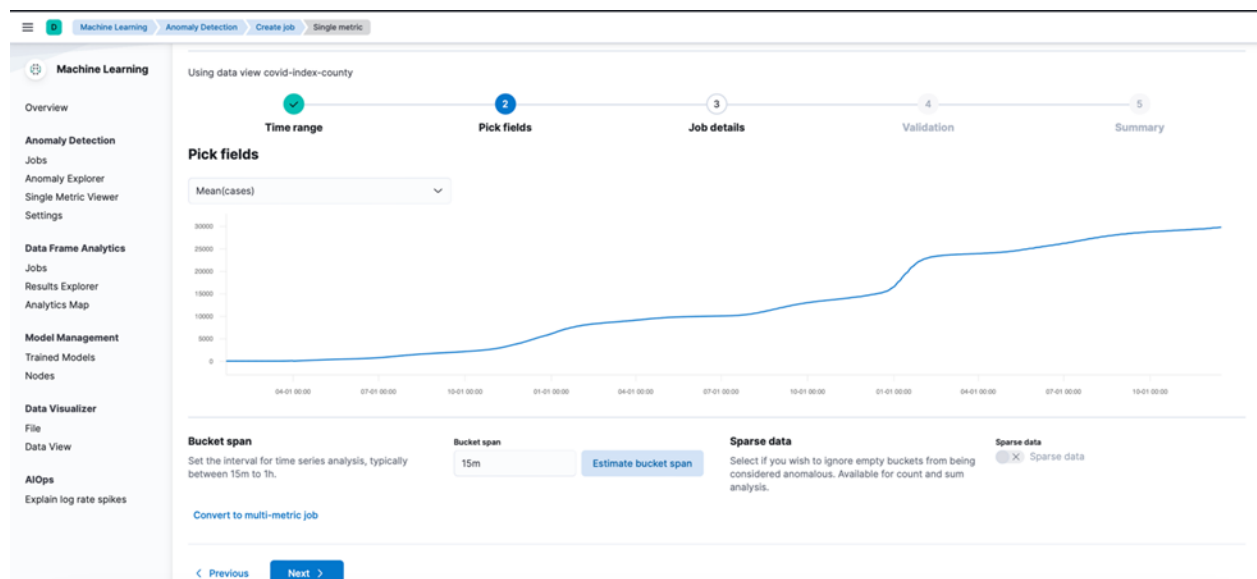 D Machine Learning Anomaly Detection Create job Single metric
Machine Learning
Overview
Anomaly Detection
Jobs
Anomaly Explorer
Single Metric Viewer
Settings
Data Frame Analytics
Jobs
Results Explorer
Analytics Map
Model Management
Trained Models
Nodes
Data Visualizer
File
Data View
AIOps
Explain log rate spikes
Using data view covid-index-county
2 3 4 5
Time range Pick fields Job details Validation Summary
Pick fields
Mean(cases)
30000
25000
20000
15000
10000
5000
0
04-01 00:00 07-01 00:00 10-01 00:00 01-01 00:00 04-01 00:00 07-01 00:00 10-01 00:00 01-01 00:00 04-01 00:00 07-01 00:00 10-01 00:00
Bucket span
Set the interval for time series analysis, typically
between 15m to 1h.
Bucket span
15m Estimate bucket span
Sparse data
Select if you wish to ignore empty buckets from being
considered anomalous. Available for count and sum
analysis.
Sparse data
Sparse data
Convert to multi-metric job
Previous Next